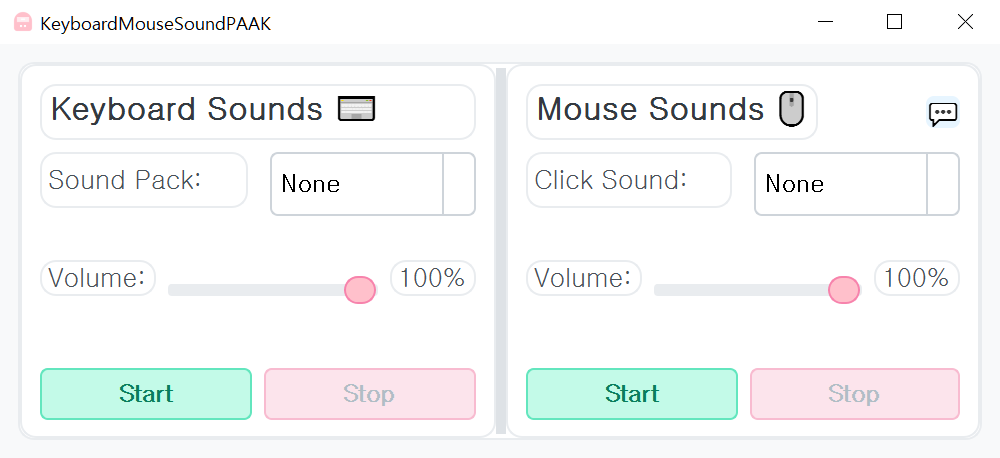 KeyboardMouseSoundPAAK
Keyboard Sounds
Sound Pack: None
Volume: 100%
Start Stop
Mouse Sounds
Click Sound: None
Volume: 100%
Start Stop